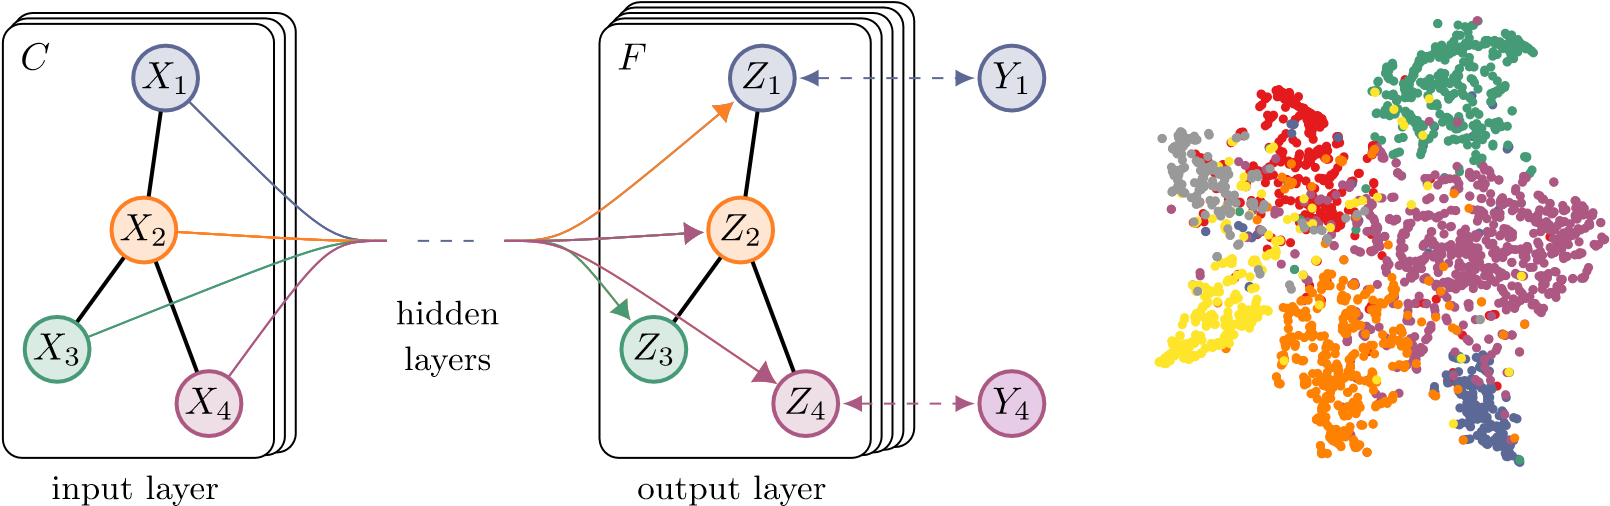 C
X₁
X₂
X₃
X₄
input layer
hidden
layers
F
Z₁
Z₂
Z₃
Z₄
output layer
Y₁
Y₄